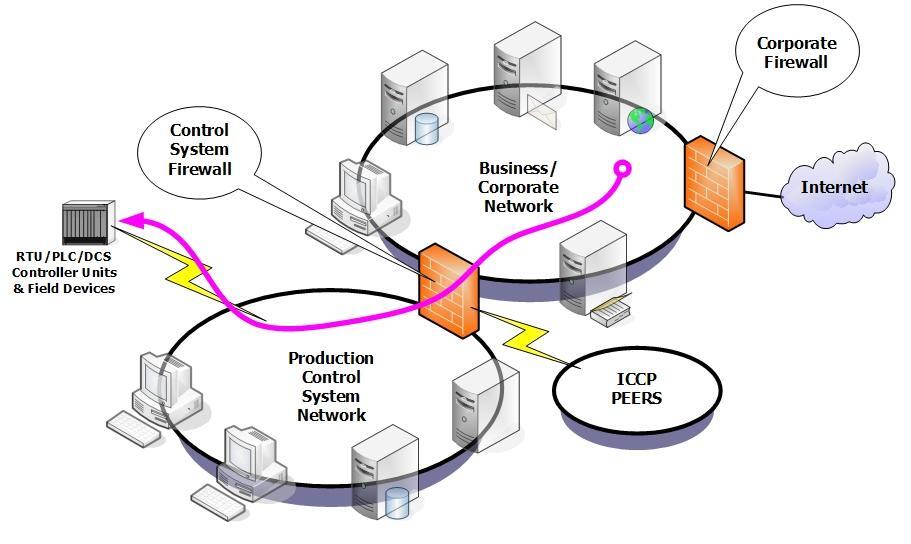 Corporate
Firewall
Control
System
Firewall
Business/
Corporate
Network
Internet
RTU/PLC/DCS
Controller Units
& Field Devices
Production
Control
System
Network
ICCP
PEERS